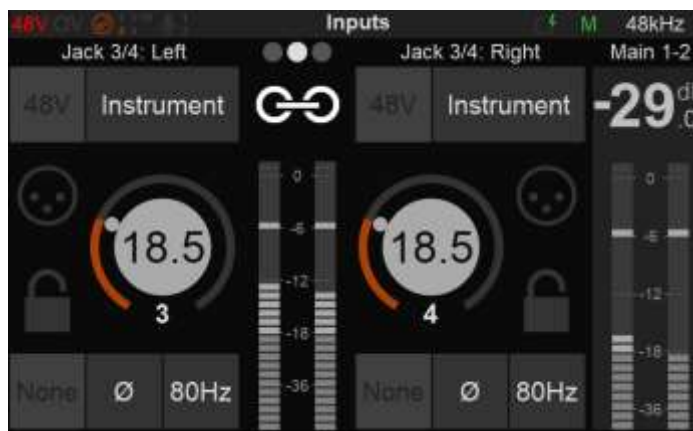 48V Inputs M 48kHz
Jack 3/4: Left Jack 3/4: Right Main 1-2
48V Instrument 48V Instrument -29
0 0
-6 -6
18.5 18.5
-12 -12
3 4
-18 -18
None Ø 80Hz -36 None Ø 80Hz
-36